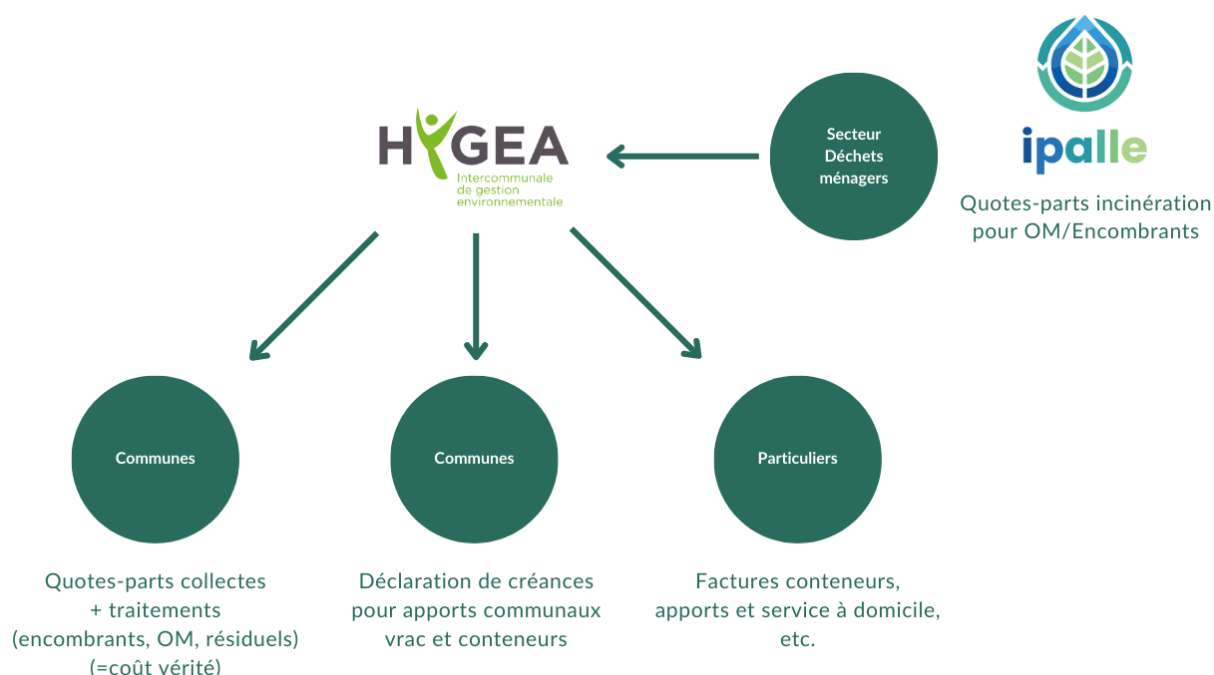 HYGEA
Intercommunale
de gestion
environnementale
Secteur
Déchets
ménagers
ipalle
Quotes-parts incinération
pour OM/Encombrants
Communes
Quotes-parts collectes
+ traitements
(encombrants, OM, résiduels)
(=coût vérité)
Communes
Déclaration de créances
pour apports communaux
vrac et conteneurs
Particuliers
Factures conteneurs,
apports et service à domicile,
etc.